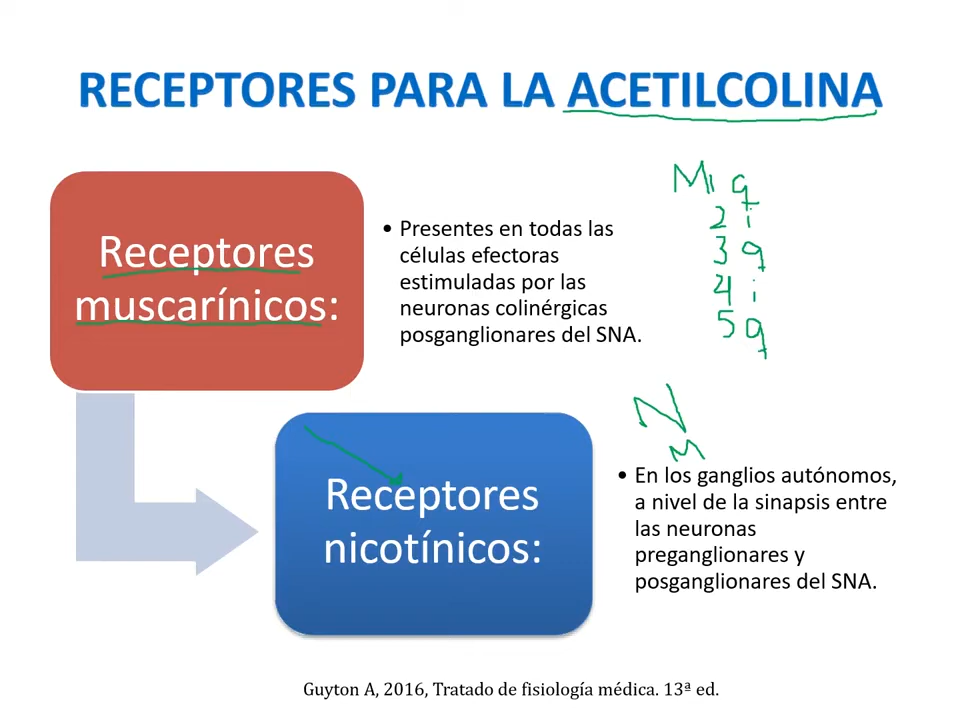 RECEPTORES PARA LA ACETILCOLINA
Receptores
muscarínicos:
• Presentes en todas las
células efectoras
estimuladas por las
neuronas colinérgicas
posganglionares del SNA.
M1 q
2 i
3 q
4 i
5 q
Receptores
nicotínicos:
N
M
• En los ganglios autónomos,
a nivel de la sinapsis entre
las neuronas
preganglionares y
posganglionares del SNA.
Guyton A, 2016, Tratado de fisiología médica. 13ª ed.